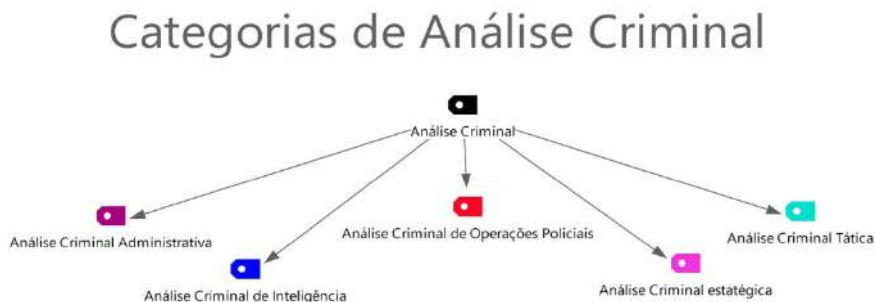 Categorias de Análise Criminal
Análise Criminal
Análise Criminal Administrativa
Análise Criminal de Inteligência
Análise Criminal de Operações Policiais
Análise Criminal estatégica
Análise Criminal Tática